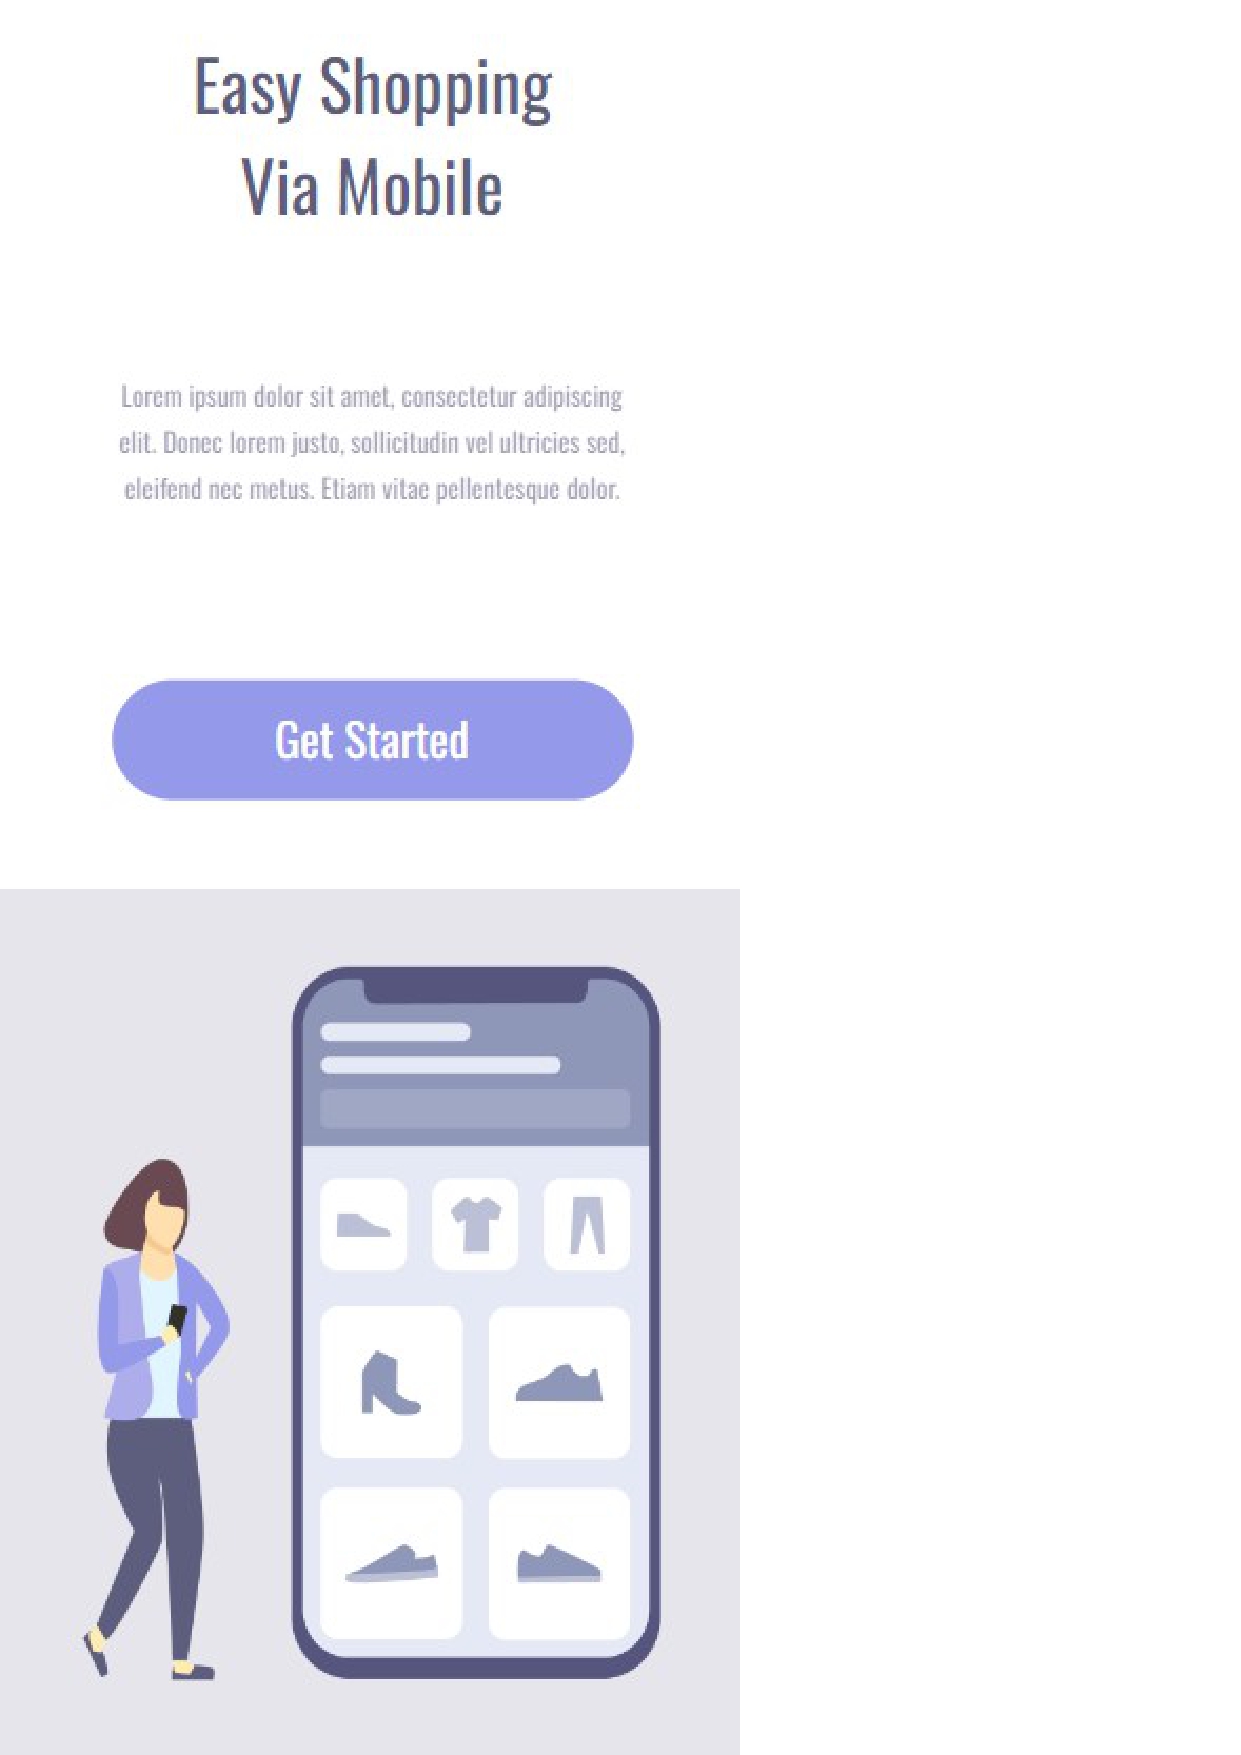 Easy Shopping
Via Mobile
Lorem ipsum dolor sit amet, consectetur adipiscing
elit. Donec lorem justo, sollicitudin vel ultricies sed,
eleifend nec metus. Etiam vitae pellentesque dolor.
Get Started